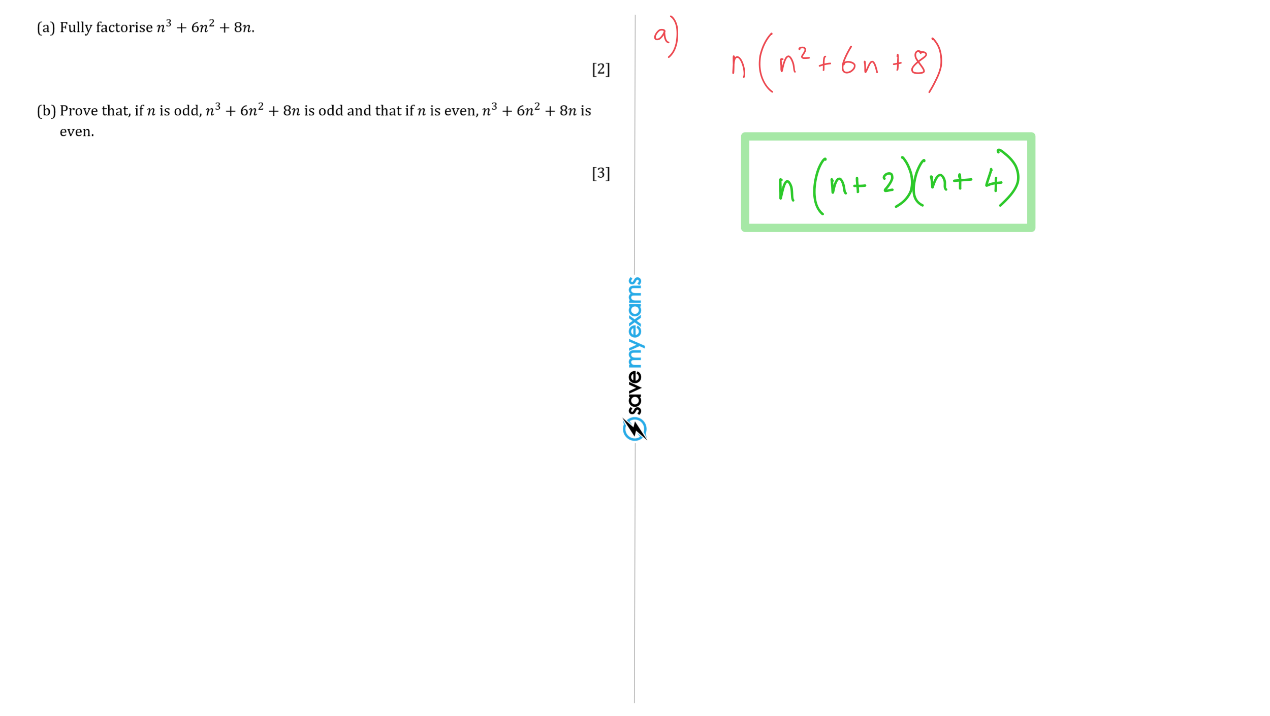 (a) Fully factorise n³ + 6n² + 8n.
[2]
(b) Prove that, if n is odd, n³ + 6n² + 8n is odd and that if n is even, n³ + 6n² + 8n is
even.
[3]
save my exams
a)
n(n² + 6n + 8)
n(n + 2)(n + 4)